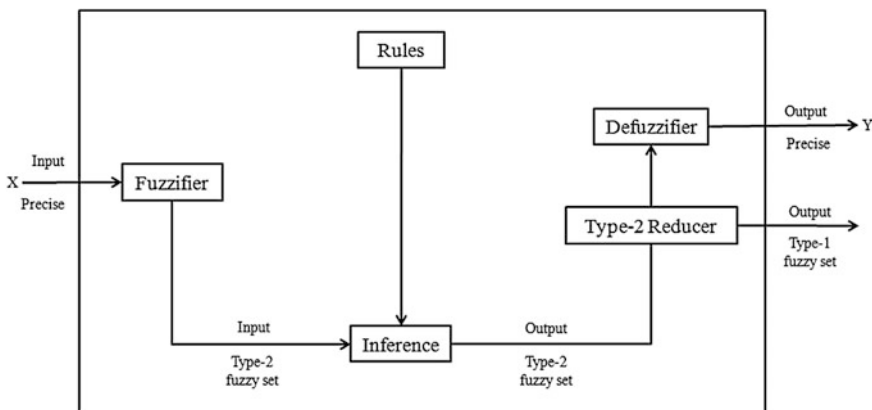 Rules
Output
Defuzzifier
Y
Precise
Input
X
Fuzzifier
Precise
Output
Type-2 Reducer
Type-1
fuzzy set
Input
Output
Inference
Type-2
fuzzy set
Type-2
fuzzy set